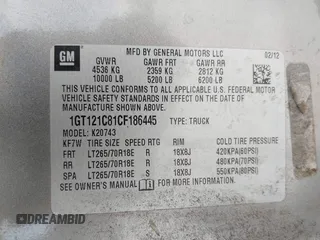 GM
MFD BY GENERAL MOTORS LLC
02/12
GVWR GAWR FRT GAWR RR
4536 KG 2359 KG 2812 KG
10000 LB 5200 LB 6200 LB
THIS VEHICLE CONFORMS TO ALL APPLICABLE U.S. FEDERAL MOTOR
VEHICLE SAFETY STANDARDS IN EFFECT ON THE DATE OF
MANUFACTURE SHOWN ABOVE.
1GT121C81CF186445 TYPE: TRUCK
MODEL: K20743
KF7W TIRE SIZE SPEED RTG RIM COLD TIRE PRESSURE
FRT LT265/70R18E R 18X8J 420KPA(60PSI)
RR LT265/70R18E R 18X8J 480KPA(70PSI)
SPA LT265/70R18E S 18X8J 550KPA(80PSI)
SEE OWNER'S MANUAL FOR ADDITIONAL INFORMATION.
DREAMBID